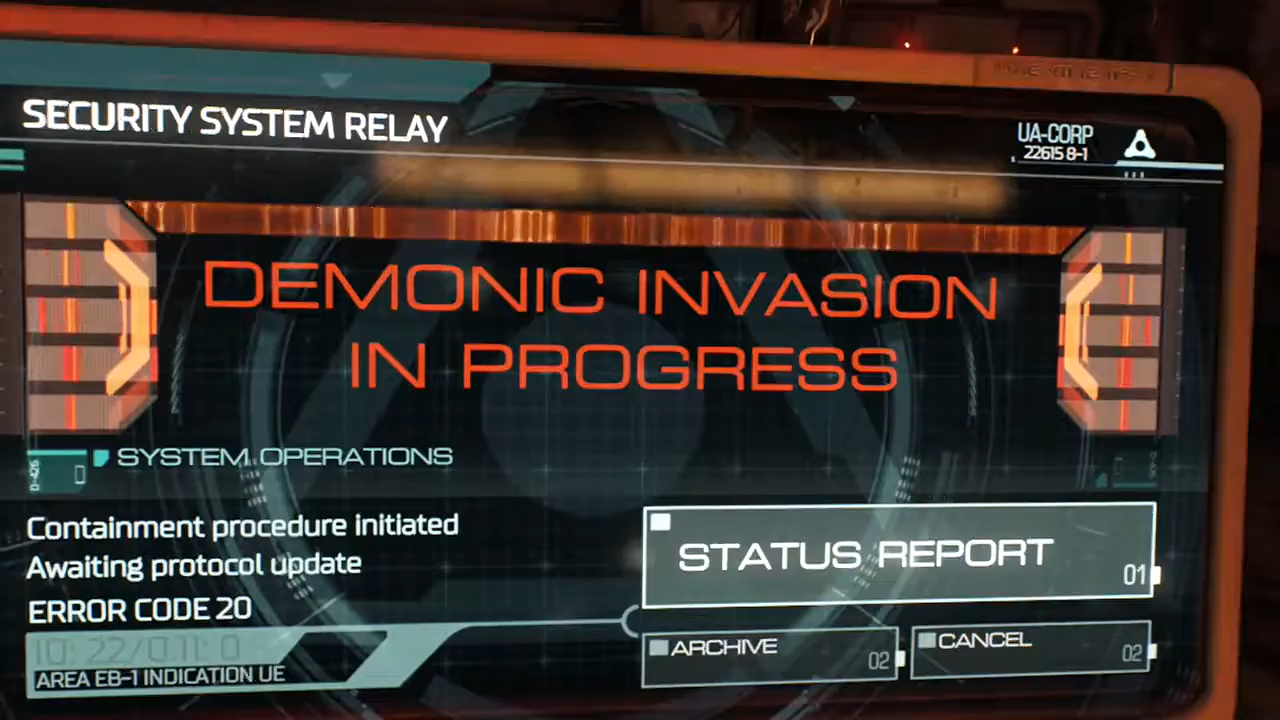 SECURITY SYSTEM RELAY
UA-CORP
22615 8-1
DEMONIC INVASION
IN PROGRESS
D-426
SYSTEM OPERATIONS
Containment procedure initiated
Awaiting protocol update
ERROR CODE 20
AREA EB-1 INDICATION UE
STATUS REPORT
01
ARCHIVE
02
CANCEL
02